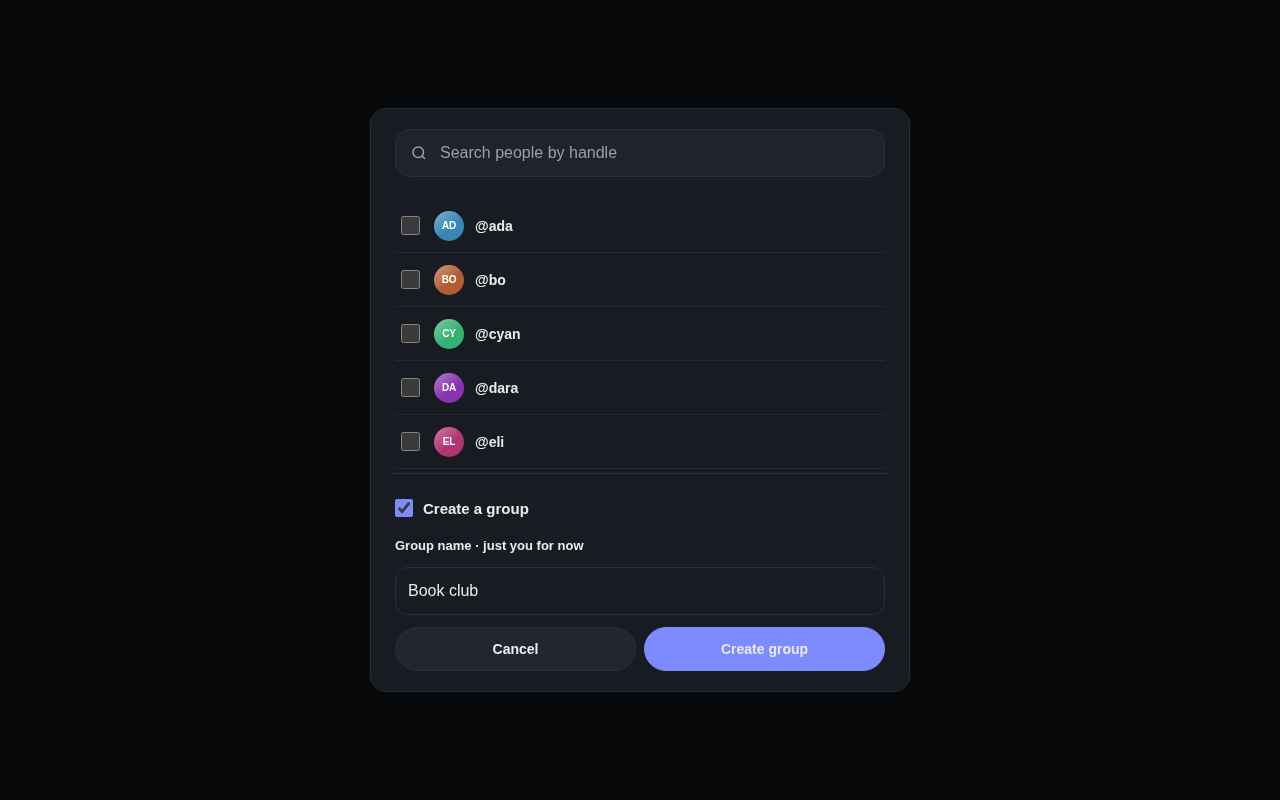 Search people by handle
AD @ada
BO @bo
CY @cyan
DA @dara
EL @eli
Create a group
Group name · just you for now
Book club
Cancel Create group